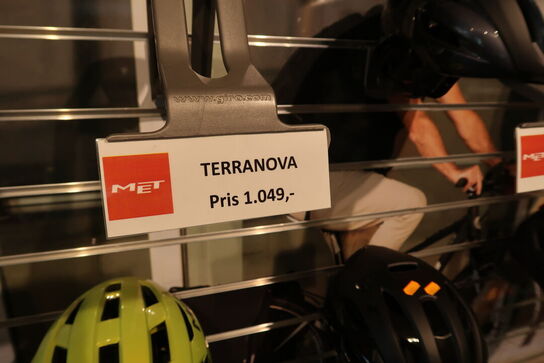 www.giro.com
MET
TERRANOVA
Pris 1.049,-
MET